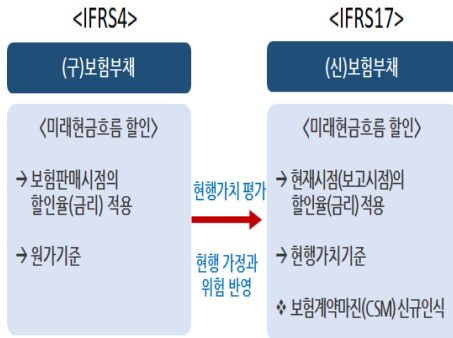 <IFRS4>
(구)보험부채
〈미래현금흐름 할인〉
→ 보험판매시점의
할인율(금리) 적용
→ 원가기준
현행가치 평가
현행 가정과
위험 반영
<IFRS17>
(신)보험부채
〈미래현금흐름 할인〉
→ 현재시점(보고시점)의
할인율(금리) 적용
→ 현행가치기준
❖ 보험계약마진(CSM) 신규인식